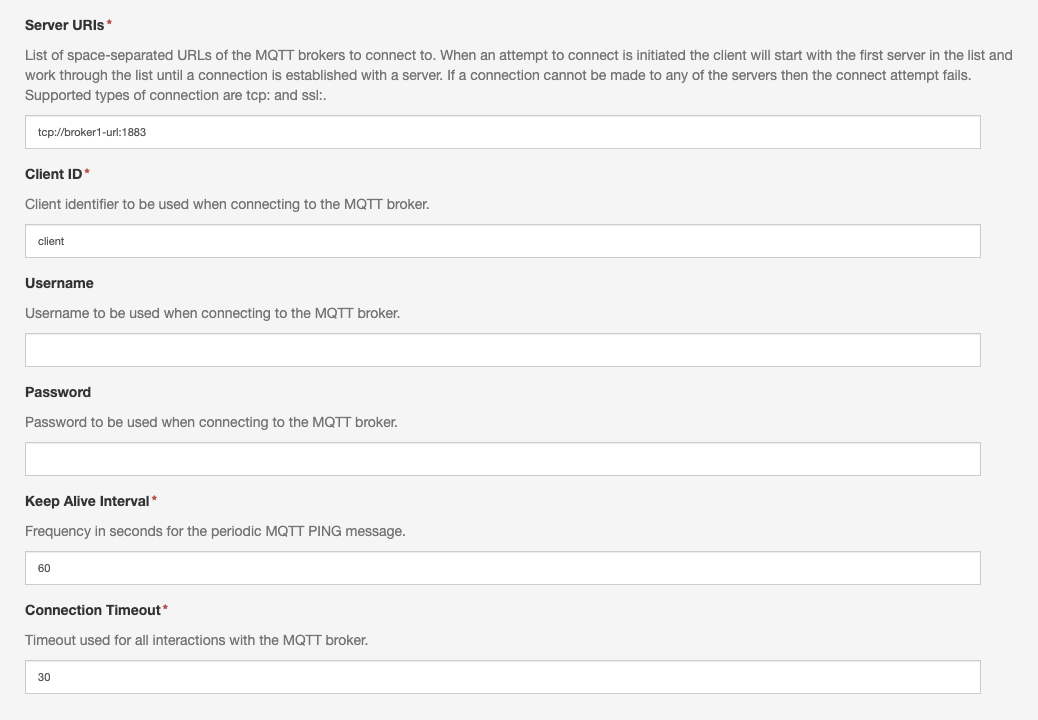 Server URIs*
List of space-separated URLs of the MQTT brokers to connect to. When an attempt to connect is initiated the client will start with the first server in the list and
work through the list until a connection is established with a server. If a connection cannot be made to any of the servers then the connect attempt fails.
Supported types of connection are tcp: and ssl:.
tcp://broker1-url:1883
Client ID*
Client identifier to be used when connecting to the MQTT broker.
client
Username
Username to be used when connecting to the MQTT broker.
Password
Password to be used when connecting to the MQTT broker.
Keep Alive Interval*
Frequency in seconds for the periodic MQTT PING message.
60
Connection Timeout*
Timeout used for all interactions with the MQTT broker.
30